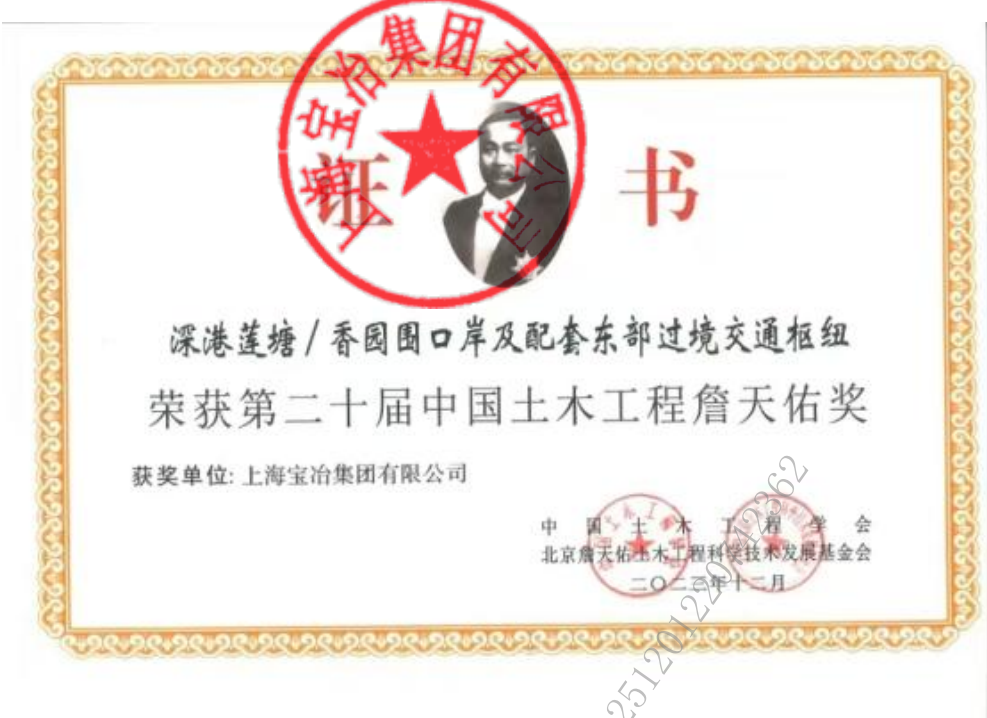 上海宝冶集团有限公司
证 书
深港莲塘/香园围口岸及配套东部过境交通枢纽
荣获第二十届中国土木工程詹天佑奖
获奖单位: 上海宝冶集团有限公司
中国土木工程学会
北京詹天佑土木工程科学技术发展基金会
二〇二三年十二月